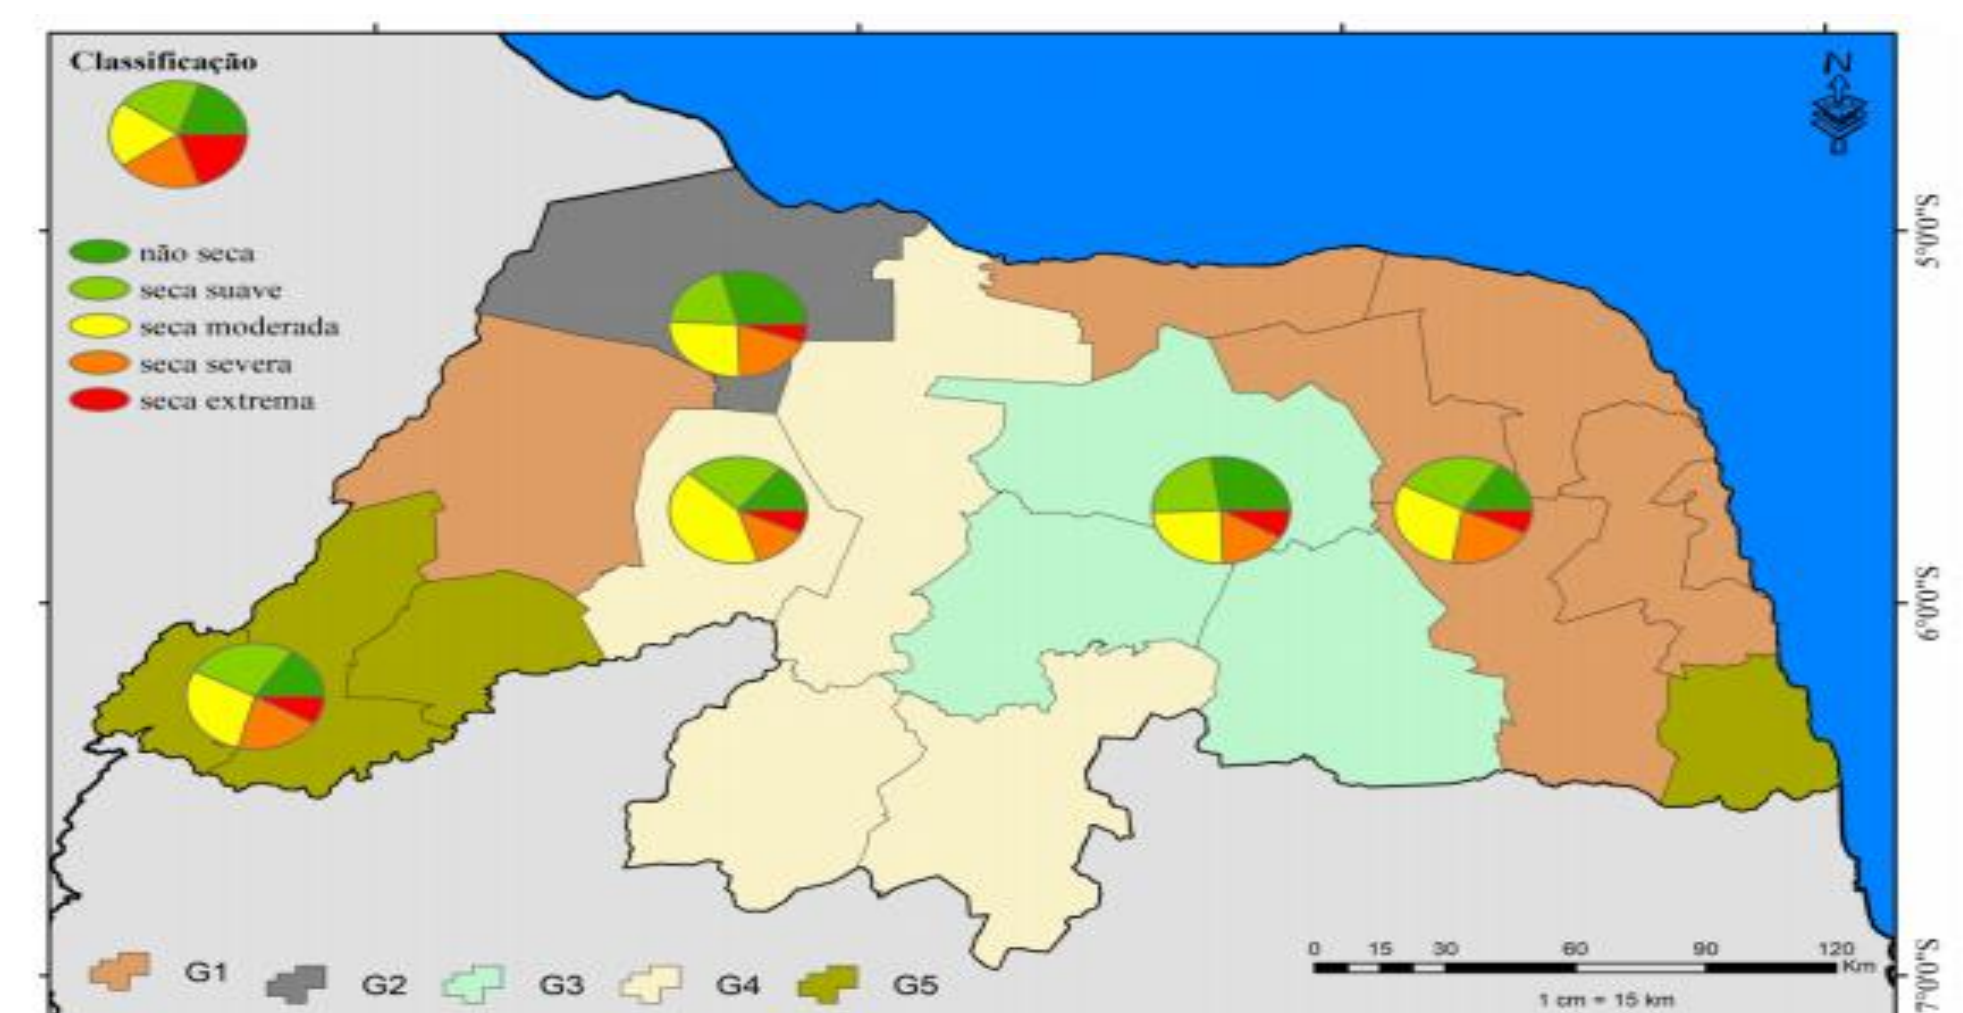 Classificação
não seca
seca suave
seca moderada
seca severa
seca extrema
N
5°0'0"S
6°0'0"S
7°0'0"S
G1
G2
G3
G4
G5
0 15 30 60 90 120
Km
1 cm = 15 km